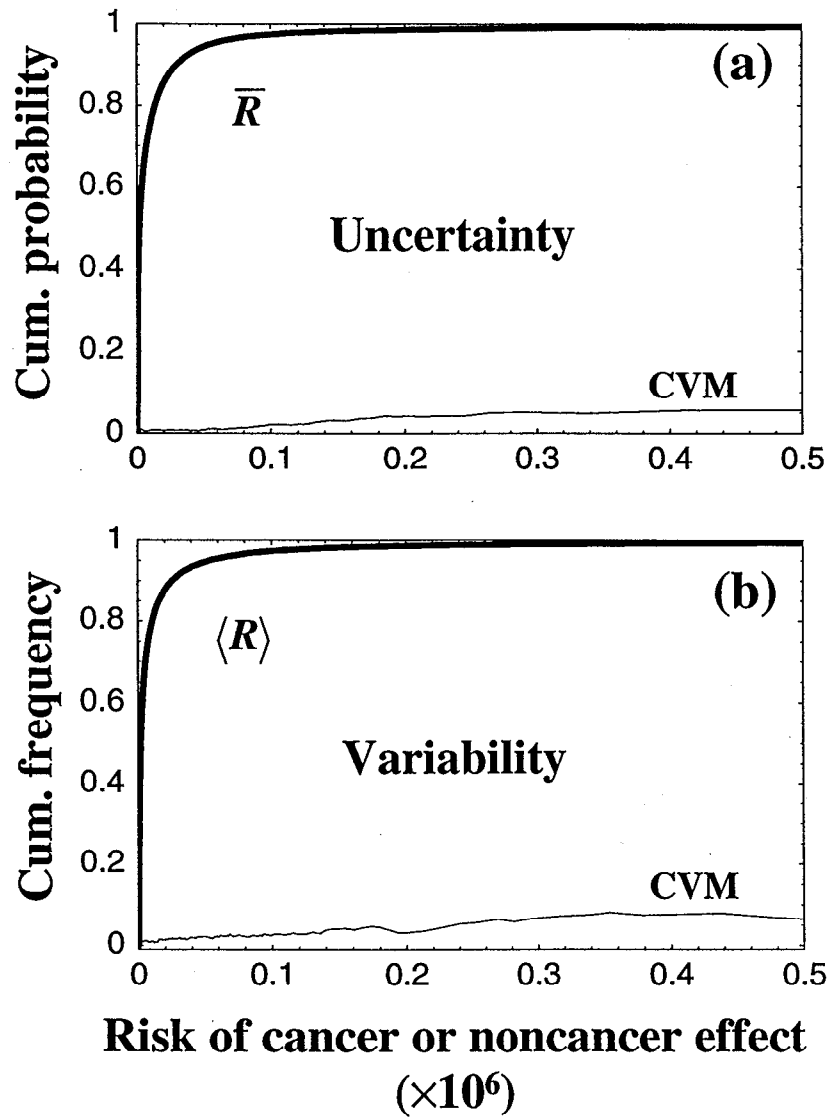 1
(a)
0.8
R̅
0.6
Uncertainty
0.4
0.2
CVM
0
0 0.1 0.2 0.3 0.4 0.5
Cum. probability
1
(b)
0.8
⟨R⟩
0.6
Variability
0.4
0.2
CVM
0
0 0.1 0.2 0.3 0.4 0.5
Cum. frequency
Risk of cancer or noncancer effect
(×10⁶)